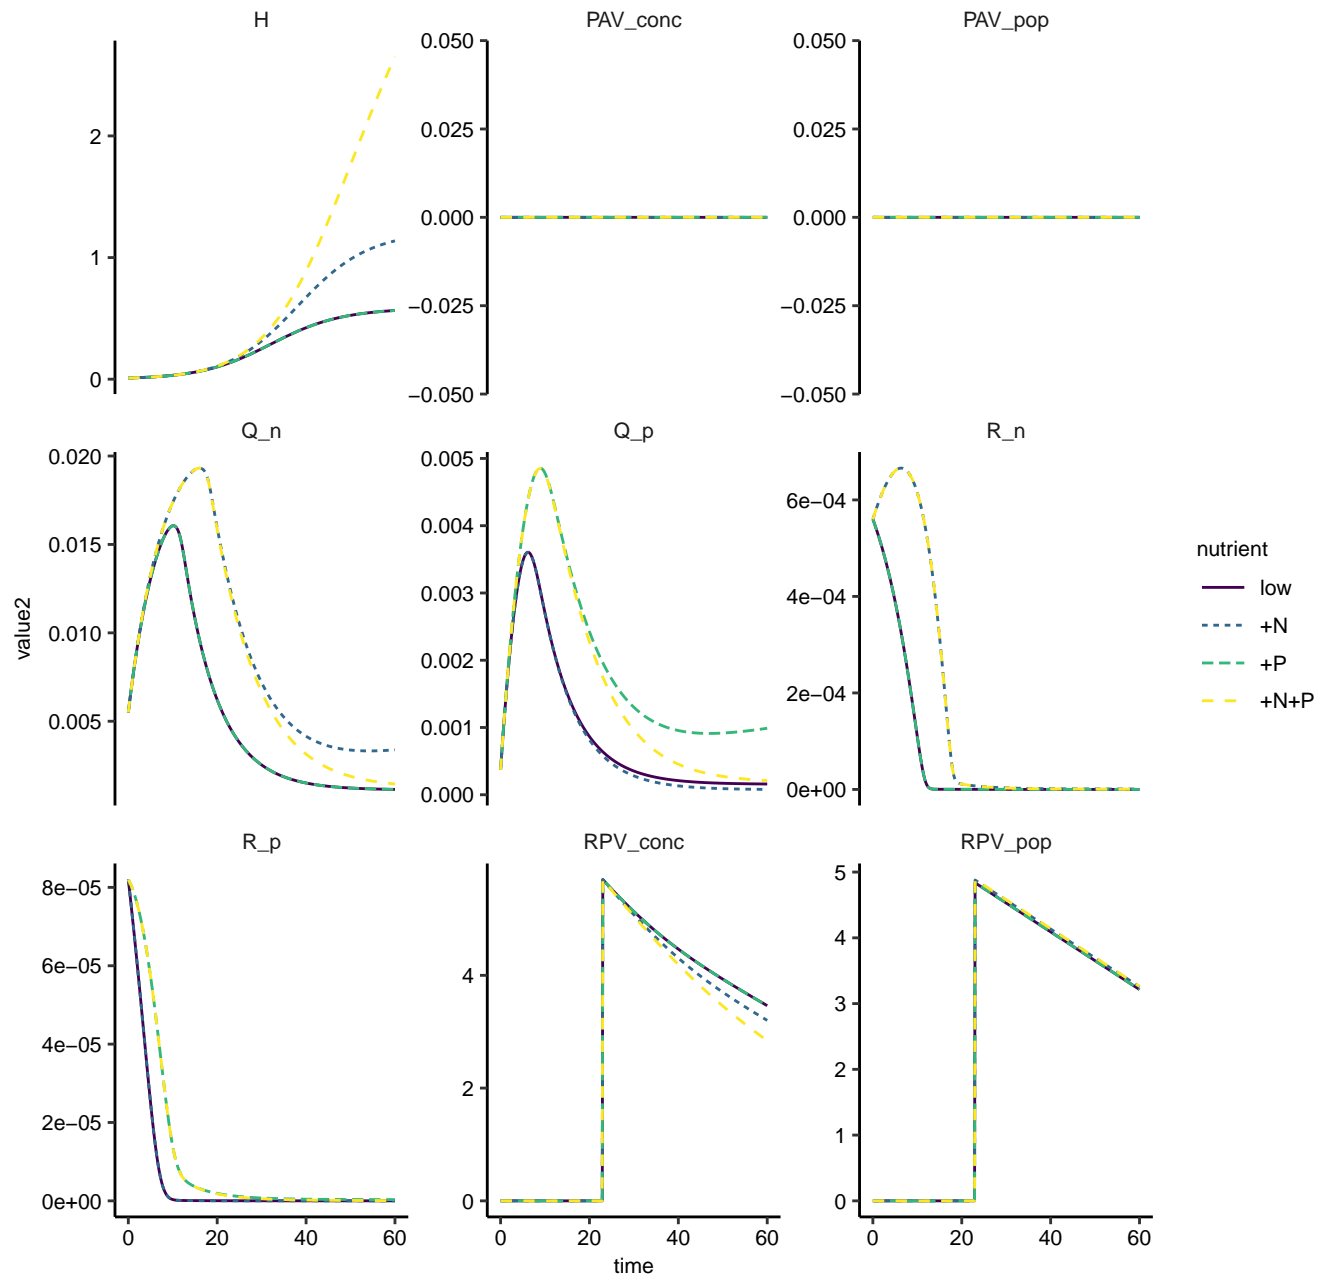 H
PAV_conc
PAV_pop
2
1
0
0.050
0.025
0.000
−0.025
−0.050
0.050
0.025
0.000
−0.025
−0.050
Q_n
Q_p
R_n
0.020
0.015
0.010
0.005
0.005
0.004
0.003
0.002
0.001
0.000
6e−04
4e−04
2e−04
0e+00
R_p
RPV_conc
RPV_pop
8e−05
6e−05
4e−05
2e−05
0e+00
4
2
0
5
4
3
2
1
0
0 20 40 60
0 20 40 60
0 20 40 60
time
value2
nutrient
low
+N
+P
+N+P